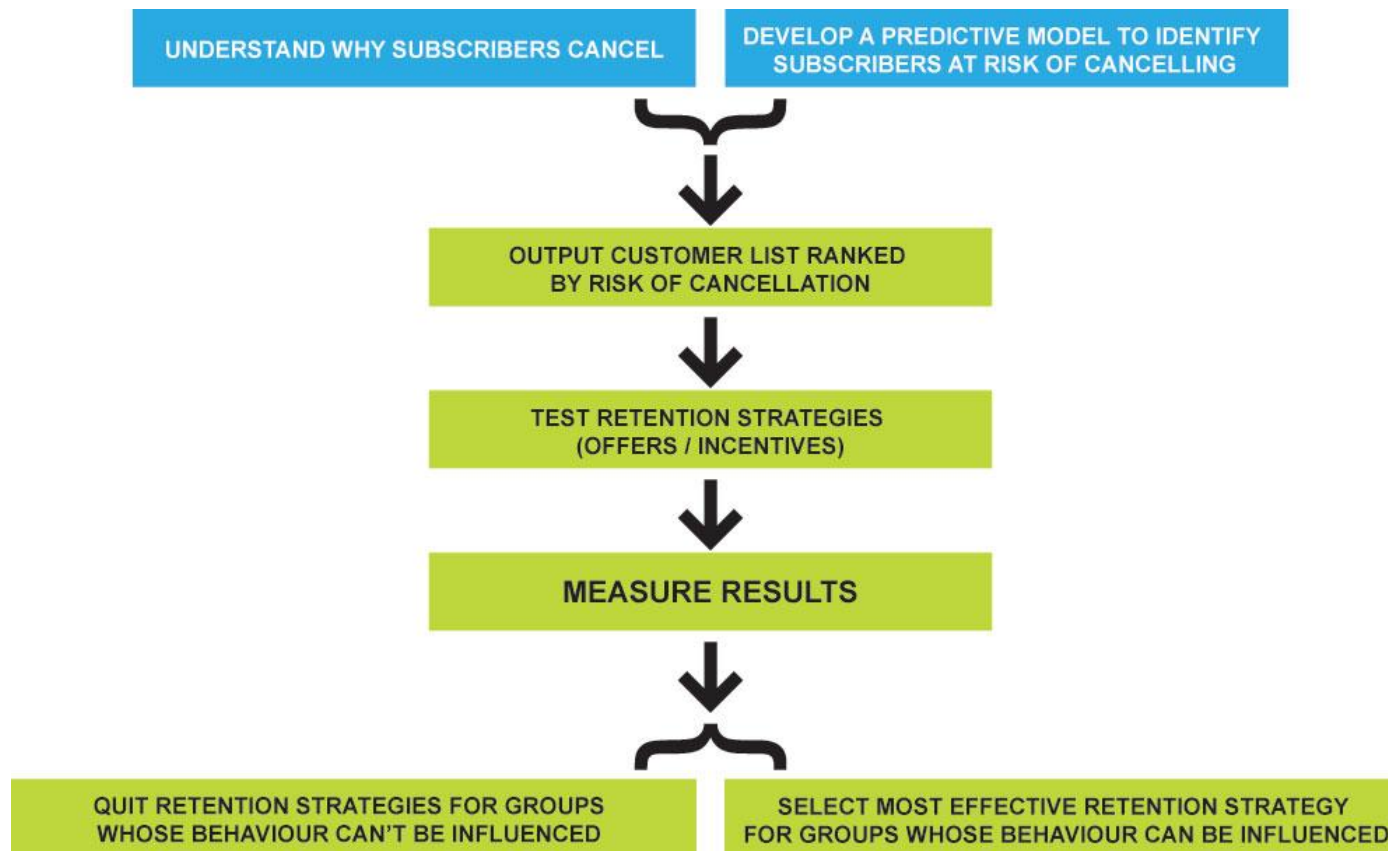 UNDERSTAND WHY SUBSCRIBERS CANCEL
DEVELOP A PREDICTIVE MODEL TO IDENTIFY
SUBSCRIBERS AT RISK OF CANCELLING
OUTPUT CUSTOMER LIST RANKED
BY RISK OF CANCELLATION
TEST RETENTION STRATEGIES
(OFFERS / INCENTIVES)
MEASURE RESULTS
QUIT RETENTION STRATEGIES FOR GROUPS
WHOSE BEHAVIOUR CAN'T BE INFLUENCED
SELECT MOST EFFECTIVE RETENTION STRATEGY
FOR GROUPS WHOSE BEHAVIOUR CAN BE INFLUENCED